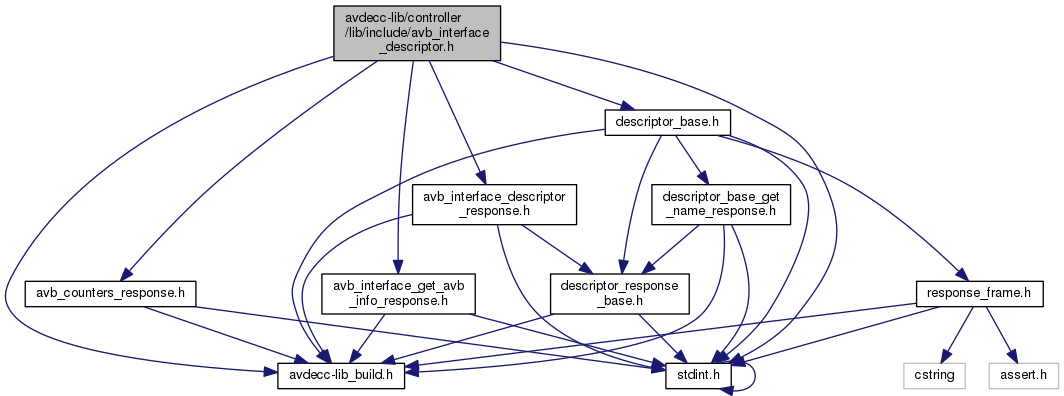 avdecc-lib/controller
/lib/include/avb_interface
_descriptor.h
descriptor_base.h
avb_interface_descriptor
_response.h
descriptor_base_get
_name_response.h
avb_counters_response.h
avb_interface_get_avb
_info_response.h
descriptor_response
_base.h
response_frame.h
avdecc-lib_build.h
stdint.h
cstring
assert.h